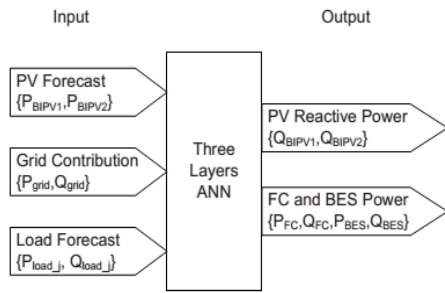 Input
Output
PV Forecast
{P_BIPV1,P_BIPV2}
Grid Contribution
{P_grid,Q_grid}
Load Forecast
{P_load_j, Q_load_j}
Three
Layers
ANN
PV Reactive Power
{Q_BIPV1,Q_BIPV2}
FC and BES Power
{P_FC,Q_FC,P_BES,Q_BES}